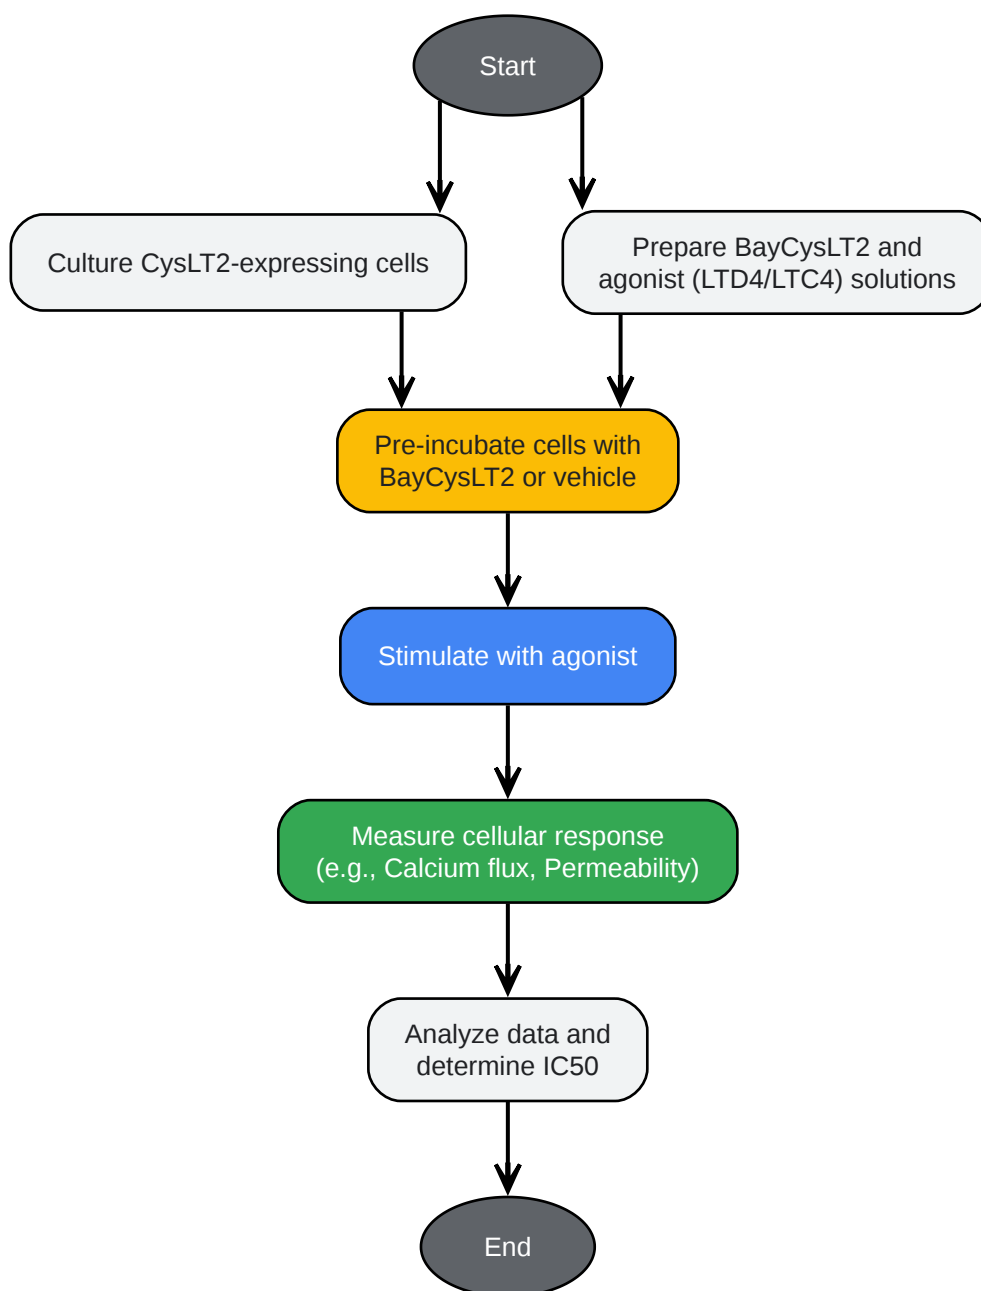 Start
Culture CysLT2-expressing cells
Prepare BayCysLT2 and
agonist (LTD4/LTC4) solutions
Pre-incubate cells with
BayCysLT2 or vehicle
Stimulate with agonist
Measure cellular response
(e.g., Calcium flux, Permeability)
Analyze data and
determine IC50
End